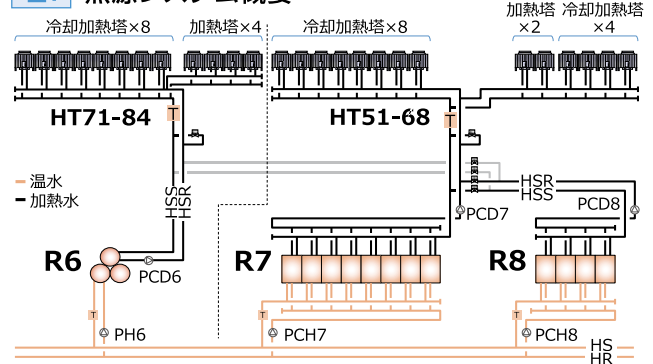 熱源システム概要
冷却加熱塔×8
加熱塔×4
冷却加熱塔×8
加熱塔
×2
冷却加熱塔
×4
HT71-84
T
HT51-68
T
温水
加熱水
HSS
HSR
HSR
HSS
PCD7
PCD8
R6
PCD6
R7
R8
T
PH6
T
PCH7
T
PCH8
HS
HR